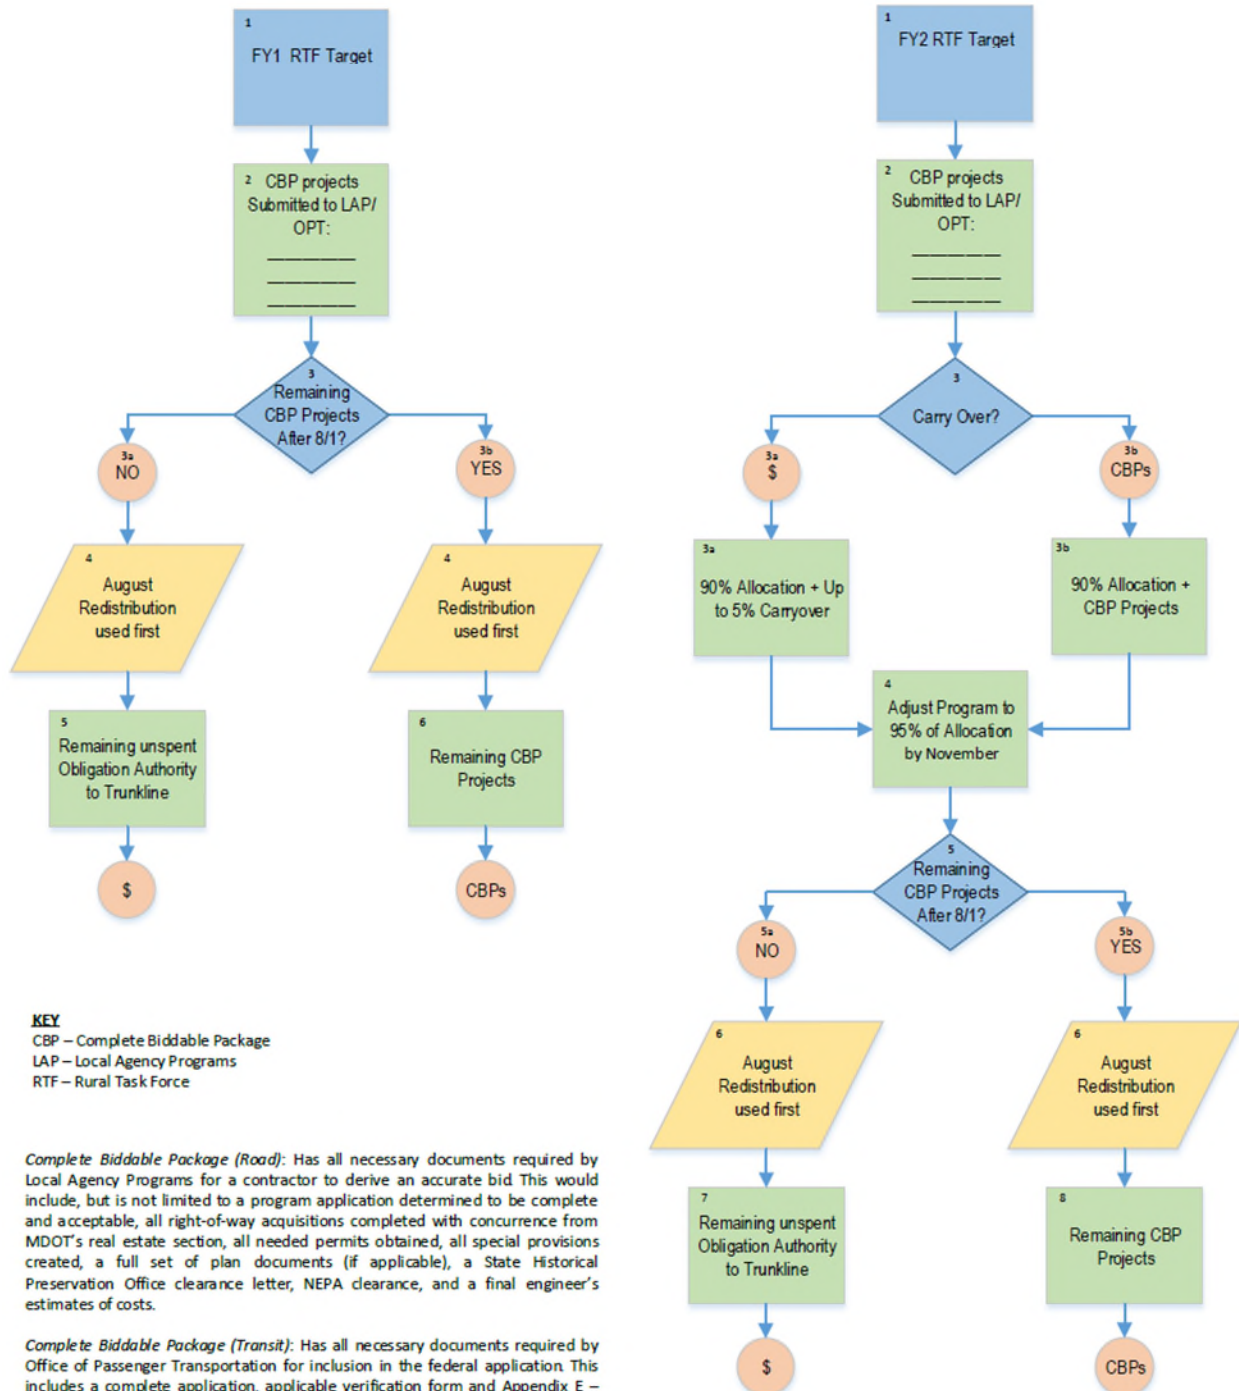 1
FY1 RTF Target
2
CBP projects
Submitted to LAP/
OPT:
3
Remaining
CBP Projects
After 8/1?
3a
NO
3b
YES
4
August
Redistribution
used first
4
August
Redistribution
used first
5
Remaining unspent
Obligation Authority
to Trunkline
6
Remaining CBP
Projects
$
CBPs
1
FY2 RTF Target
2
CBP projects
Submitted to LAP/
OPT:
3
Carry Over?
3a
$
3b
CBPs
3a
90% Allocation + Up
to 5% Carryover
3b
90% Allocation +
CBP Projects
4
Adjust Program to
95% of Allocation
by November
5
Remaining
CBP Projects
After 8/1?
5a
NO
5b
YES
6
August
Redistribution
used first
6
August
Redistribution
used first
7
Remaining unspent
Obligation Authority
to Trunkline
8
Remaining CBP
Projects
$
CBPs
KEY
CBP – Complete Biddable Package
LAP – Local Agency Programs
RTF – Rural Task Force
Complete Biddable Package (Road): Has all necessary documents required by
Local Agency Programs for a contractor to derive an accurate bid. This would
include, but is not limited to a program application determined to be complete
and acceptable, all right-of-way acquisitions completed with concurrence from
MDOT's real estate section, all needed permits obtained, all special provisions
created, a full set of plan documents (if applicable), a State Historical
Preservation Office clearance letter, NEPA clearance, and a final engineer's
estimates of costs.
Complete Biddable Package (Transit): Has all necessary documents required by
Office of Passenger Transportation for inclusion in the federal application. This
includes a complete application, applicable verification form and Appendix E –